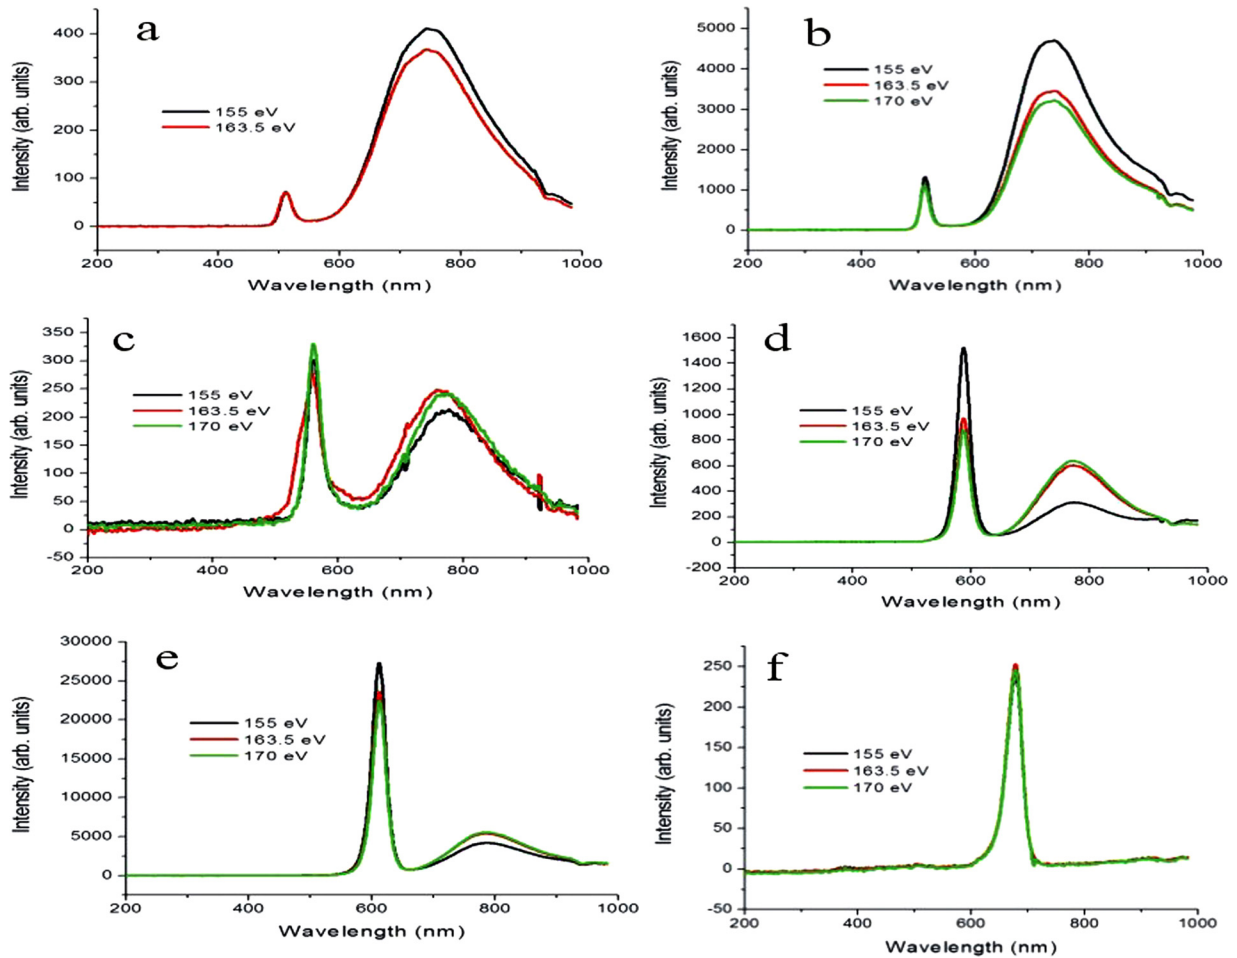 a
400
300
200
100
0
Intensity (arb. units)
155 eV
163.5 eV
200 400 600 800 1000
Wavelength (nm)
b
5000
4000
3000
2000
1000
0
Intensity (arb. units)
155 eV
163.5 eV
170 eV
200 400 600 800 1000
Wavelength (nm)
c
350
300
250
200
150
100
50
0
-50
Intensity (arb. units)
155 eV
163.5 eV
170 eV
200 400 600 800 1000
Wavelength (nm)
d
1600
1400
1200
1000
800
600
400
200
0
-200
Intensity (arb. units)
155 eV
163.5 eV
170 eV
200 400 600 800 1000
Wavelength (nm)
e
30000
25000
20000
15000
10000
5000
0
Intensity (arb. units)
155 eV
163.5 eV
170 eV
200 400 600 800 1000
Wavelength (nm)
f
250
200
150
100
50
0
-50
Intensity (arb. units)
155 eV
163.5 eV
170 eV
200 400 600 800 1000
Wavelength (nm)